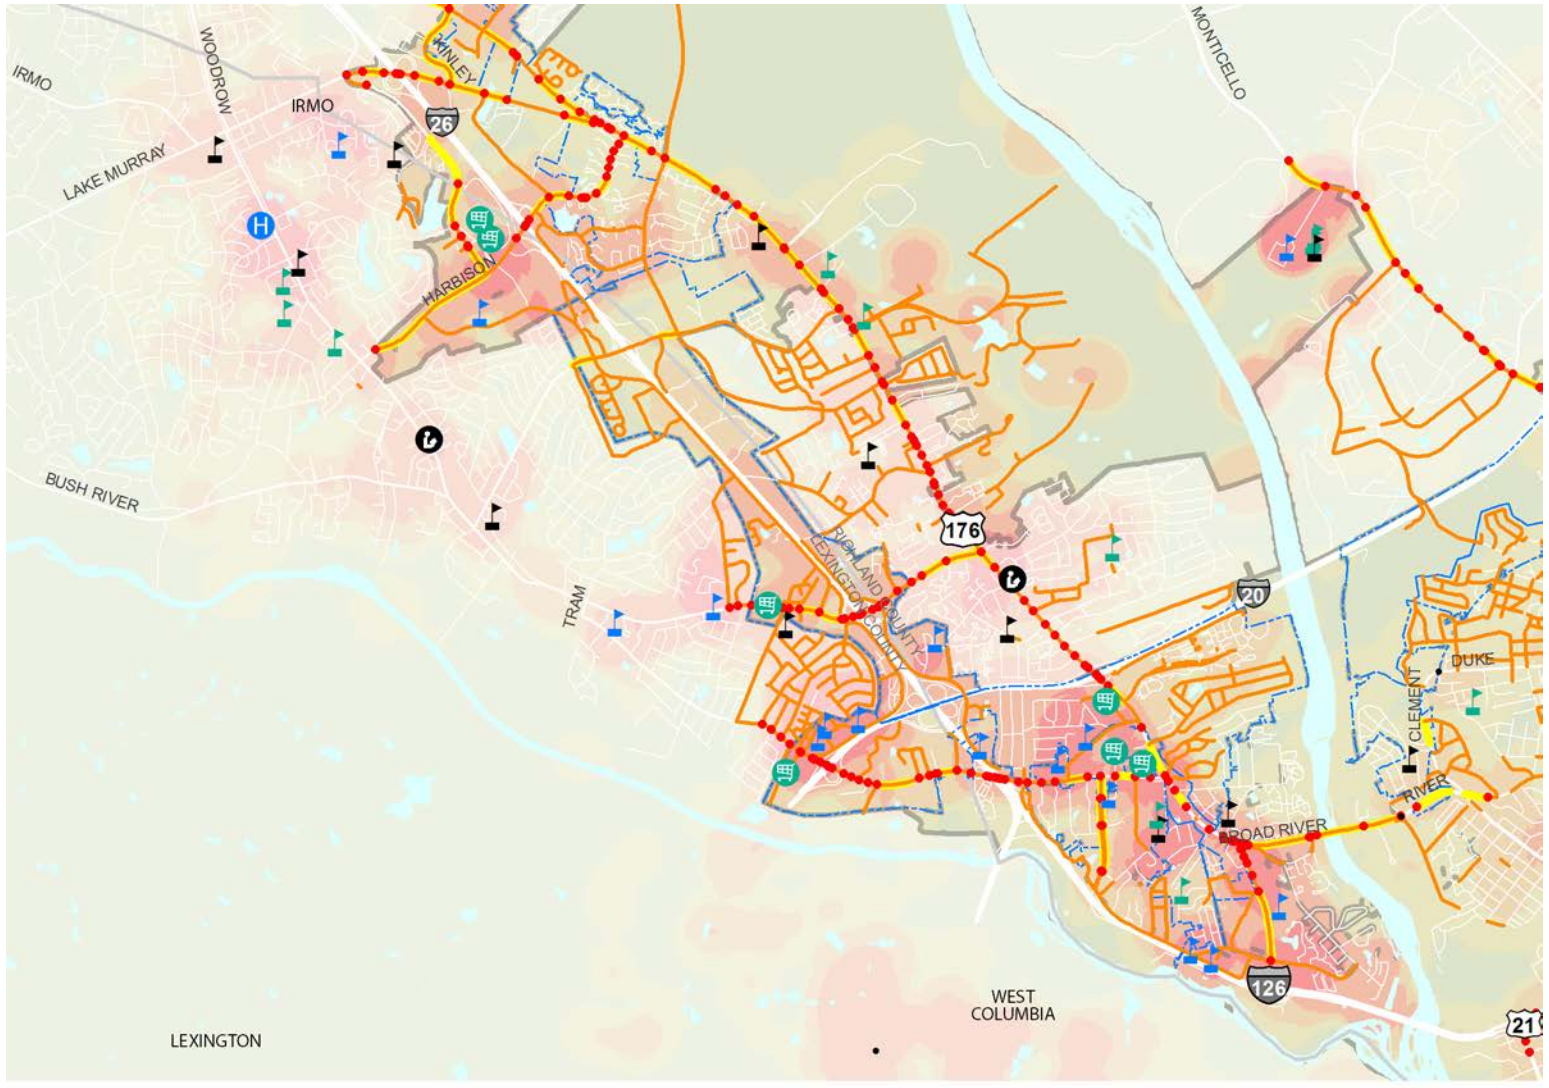 MONTICELLO
WOODROW
KINLEY
IRMO
IRMO
26
LAKE MURRAY
H
HARBISON
BUSH RIVER
176
RICHLAND COUNTY
LEXINGTON COUNTY
20
TRAM
DUKE
CLEMENT
RIVER
BROAD RIVER
126
WEST
COLUMBIA
21
LEXINGTON